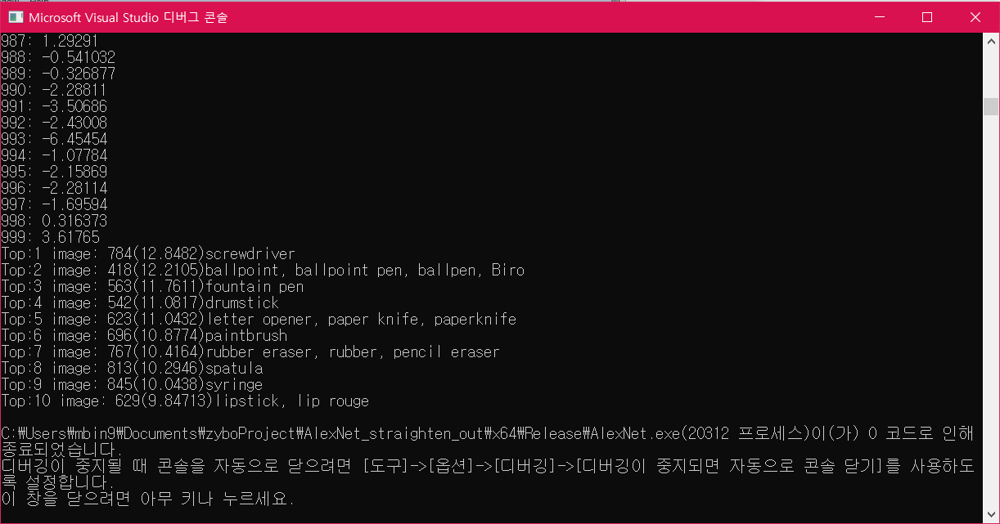 Microsoft Visual Studio 디버그 콘솔
987: 1.29291
988: -0.541032
989: -0.326877
990: -2.28811
991: -3.50686
992: -2.43008
993: -6.45454
994: -1.07784
995: -2.15869
996: -2.28114
997: -1.69594
998: 0.316373
999: 3.61765
Top:1 image: 784(12.8482)screwdriver
Top:2 image: 418(12.2105)ballpoint, ballpoint pen, ballpen, Biro
Top:3 image: 563(11.7611)fountain pen
Top:4 image: 542(11.0817)drumstick
Top:5 image: 623(11.0432)letter opener, paper knife, paperknife
Top:6 image: 696(10.8774)paintbrush
Top:7 image: 767(10.4164)rubber eraser, rubber, pencil eraser
Top:8 image: 813(10.2946)spatula
Top:9 image: 845(10.0438)syringe
Top:10 image: 629(9.84713)lipstick, lip rouge
C:₩Users₩mbin9₩Documents₩zyboProject₩AlexNet_straighten_out₩x64₩Release₩AlexNet.exe(20312 프로세스)이(가) 0 코드로 인해
종료되었습니다.
디버깅이 중지될 때 콘솔을 자동으로 닫으려면 [도구]->[옵션]->[디버깅]->[디버깅이 중지되면 자동으로 콘솔 닫기]를 사용하도
록 설정합니다.
이 창을 닫으려면 아무 키나 누르세요.